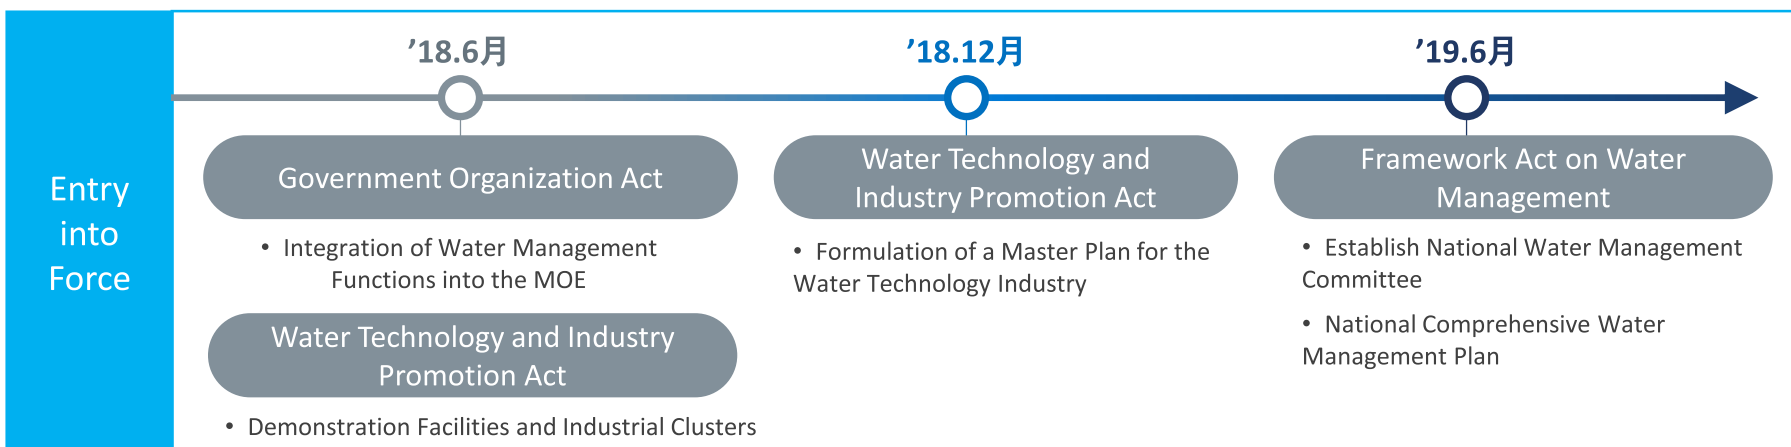 Entry
into
Force
’18.6月
Government Organization Act
• Integration of Water Management
Functions into the MOE
Water Technology and Industry
Promotion Act
• Demonstration Facilities and Industrial Clusters
’18.12月
Water Technology and
Industry Promotion Act
• Formulation of a Master Plan for the
Water Technology Industry
’19.6月
Framework Act on Water
Management
• Establish National Water Management
Committee
• National Comprehensive Water
Management Plan